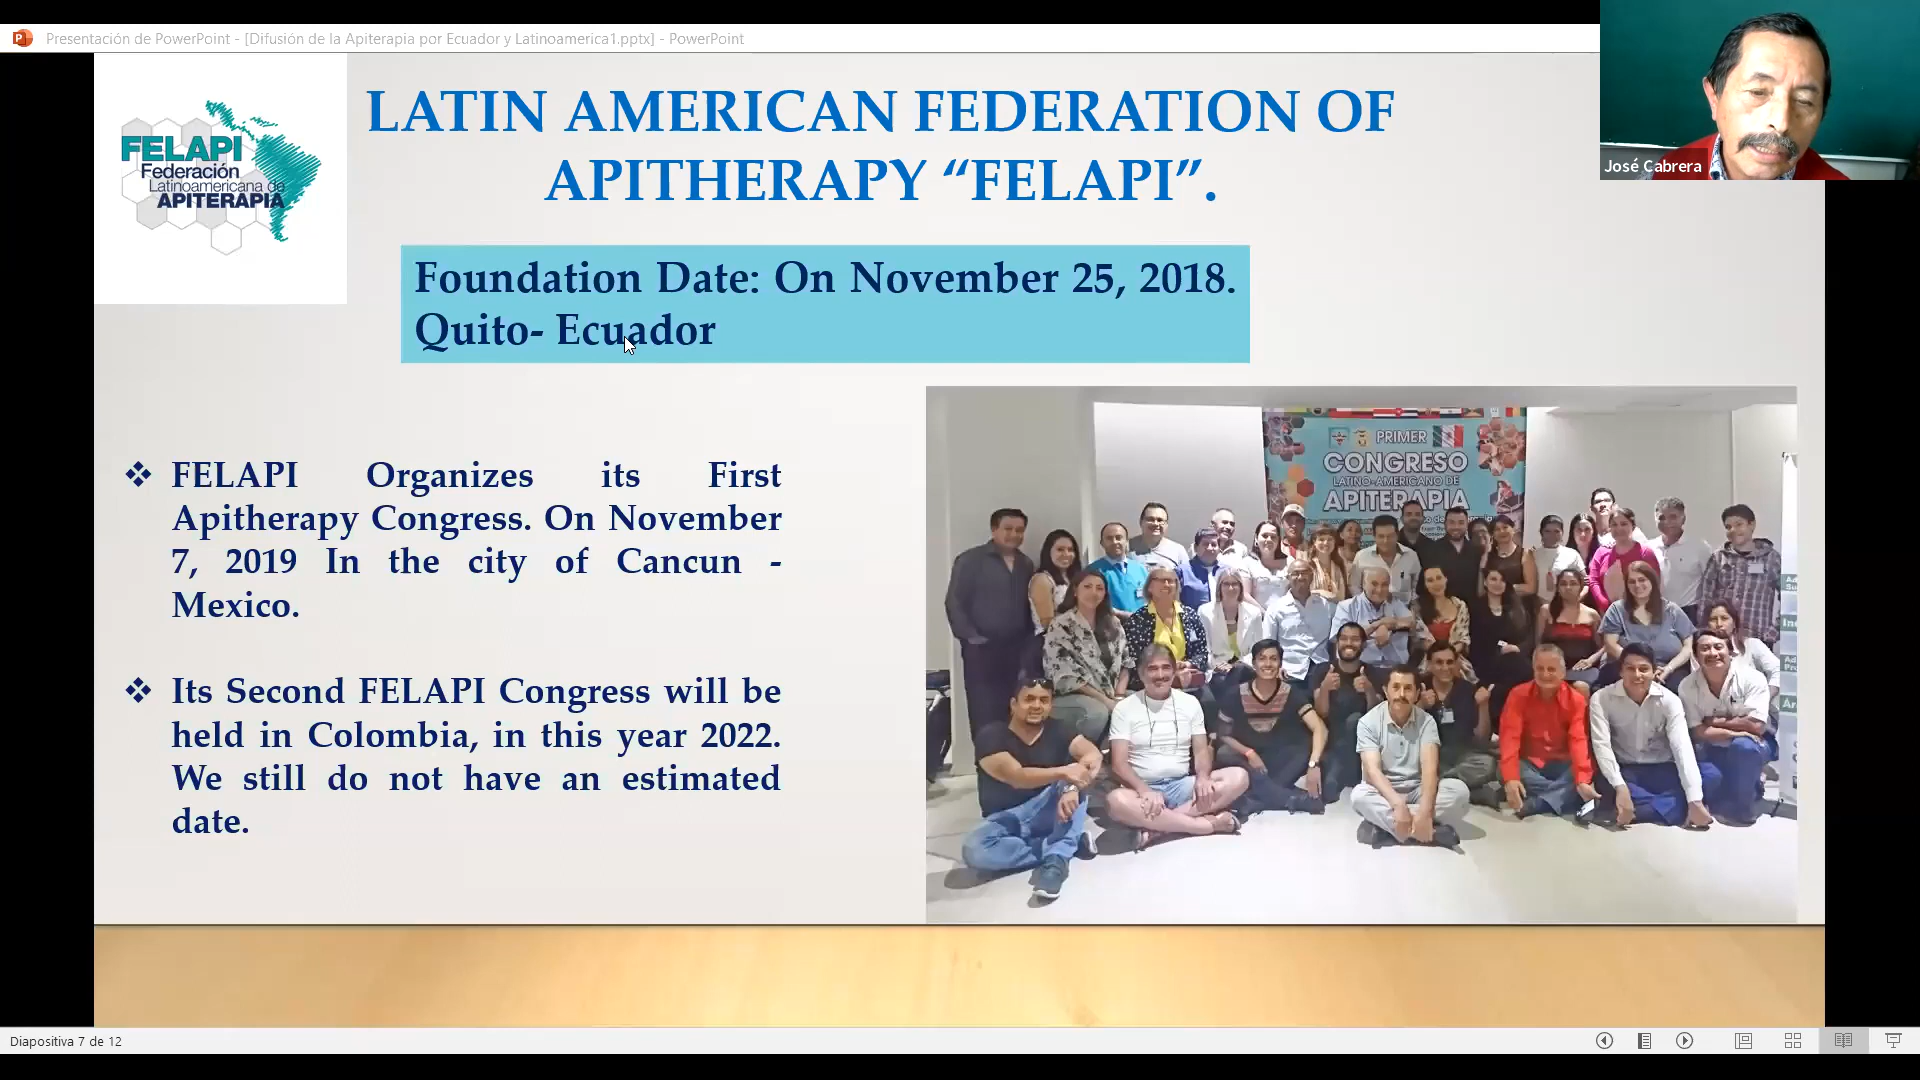 Presentación de PowerPoint - [Difusión de la Apiterapia por Ecuador y Latinoamerica1.pptx] - PowerPoint
José Cabrera
FELAPI
Federación
Latinoamericana de
APITERAPIA
LATIN AMERICAN FEDERATION OF
APITHERAPY “FELAPI”.
Foundation Date: On November 25, 2018.
Quito- Ecuador
❖ FELAPI Organizes its First
Apitherapy Congress. On November
7, 2019 In the city of Cancun -
Mexico.
❖ Its Second FELAPI Congress will be
held in Colombia, in this year 2022.
We still do not have an estimated
date.
PRIMER
CONGRESO
LATINO-AMERICANO DE
APITERAPIA
Diapositiva 7 de 12